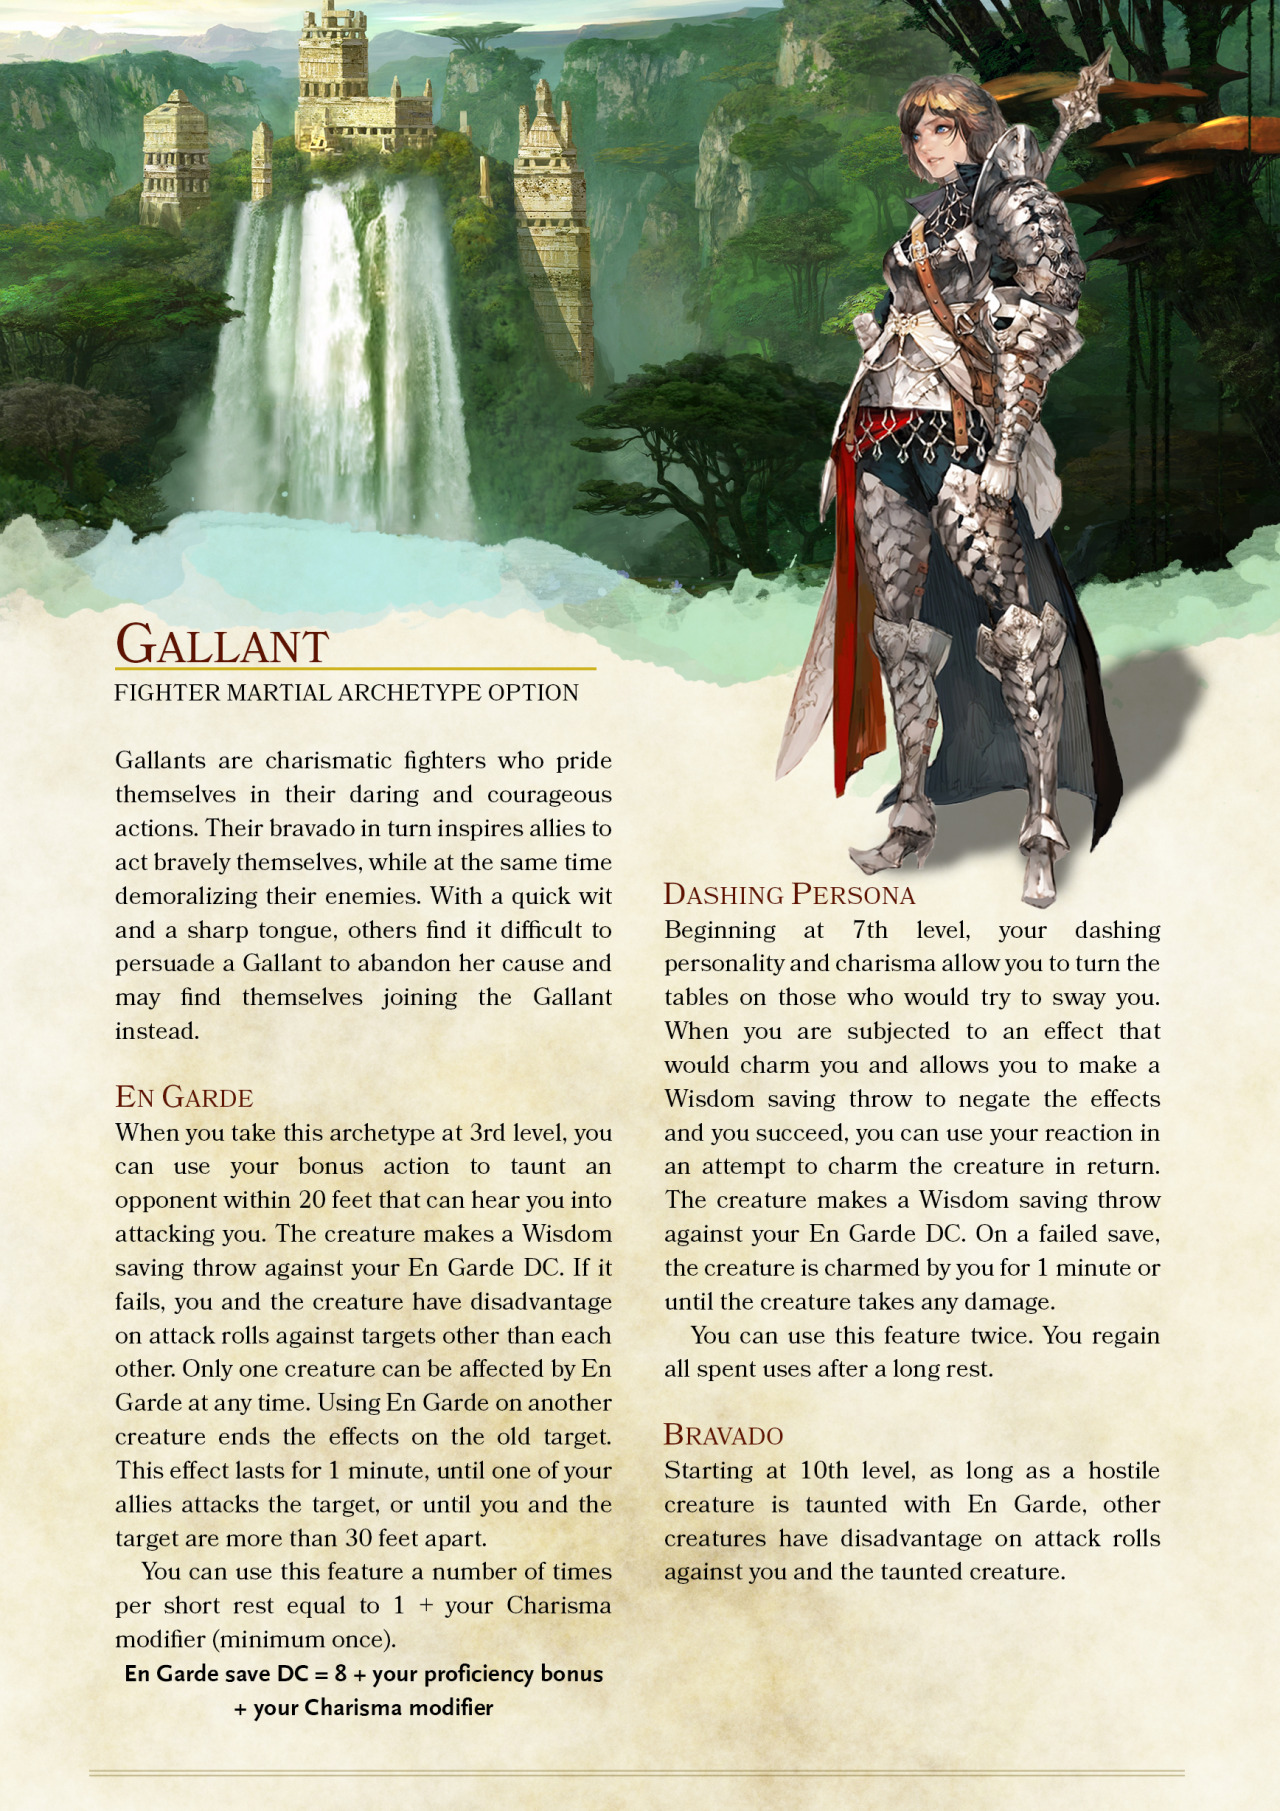 GALLANT
FIGHTER MARTIAL ARCHETYPE OPTION
Gallants are charismatic fighters who pride
themselves in their daring and courageous
actions. Their bravado in turn inspires allies to
act bravely themselves, while at the same time
demoralizing their enemies. With a quick wit
and a sharp tongue, others find it difficult to
persuade a Gallant to abandon her cause and
may find themselves joining the Gallant
instead.
EN GARDE
When you take this archetype at 3rd level, you
can use your bonus action to taunt an
opponent within 20 feet that can hear you into
attacking you. The creature makes a Wisdom
saving throw against your En Garde DC. If it
fails, you and the creature have disadvantage
on attack rolls against targets other than each
other. Only one creature can be affected by En
Garde at any time. Using En Garde on another
creature ends the effects on the old target.
This effect lasts for 1 minute, until one of your
allies attacks the target, or until you and the
target are more than 30 feet apart.
You can use this feature a number of times
per short rest equal to 1 + your Charisma
modifier (minimum once).
En Garde save DC = 8 + your proficiency bonus
+ your Charisma modifier
DASHING PERSONA
Beginning at 7th level, your dashing
personality and charisma allow you to turn the
tables on those who would try to sway you.
When you are subjected to an effect that
would charm you and allows you to make a
Wisdom saving throw to negate the effects
and you succeed, you can use your reaction in
an attempt to charm the creature in return.
The creature makes a Wisdom saving throw
against your En Garde DC. On a failed save,
the creature is charmed by you for 1 minute or
until the creature takes any damage.
You can use this feature twice. You regain
all spent uses after a long rest.
BRAVADO
Starting at 10th level, as long as a hostile
creature is taunted with En Garde, other
creatures have disadvantage on attack rolls
against you and the taunted creature.